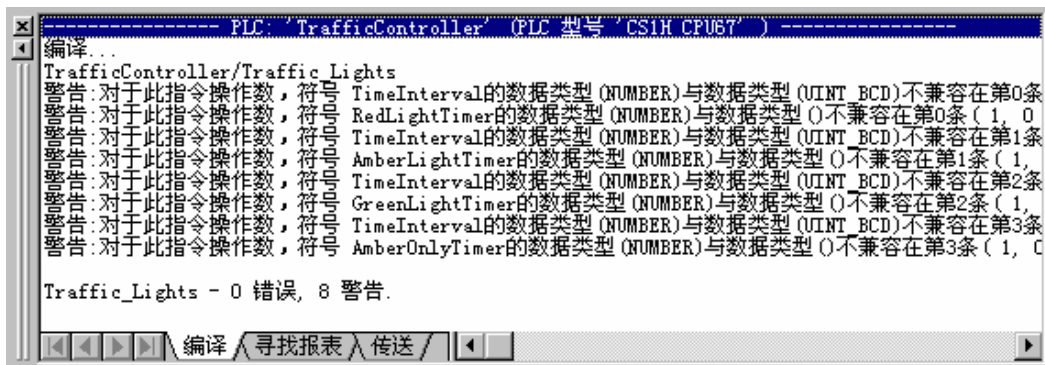 ------------------ PLC: 'TrafficController' (PLC 型号 'CS1H CPU67' ) ------------------
编译...
TrafficController/Traffic_Lights
警告:对于此指令操作数，符号 TimeInterval的数据类型(NUMBER)与数据类型(UINT_BCD)不兼容在第0条
警告:对于此指令操作数，符号 RedLightTimer的数据类型(NUMBER)与数据类型()不兼容在第0条( 1, 0
警告:对于此指令操作数，符号 TimeInterval的数据类型(NUMBER)与数据类型(UINT_BCD)不兼容在第1条
警告:对于此指令操作数，符号 AmberLightTimer的数据类型(NUMBER)与数据类型()不兼容在第1条( 1,
警告:对于此指令操作数，符号 TimeInterval的数据类型(NUMBER)与数据类型(UINT_BCD)不兼容在第2条
警告:对于此指令操作数，符号 GreenLightTimer的数据类型(NUMBER)与数据类型()不兼容在第2条( 1,
警告:对于此指令操作数，符号 TimeInterval的数据类型(NUMBER)与数据类型(UINT_BCD)不兼容在第3条
警告:对于此指令操作数，符号 AmberOnlyTimer的数据类型(NUMBER)与数据类型()不兼容在第3条( 1, 0
Traffic_Lights - 0 错误, 8 警告.
编译 寻找报表 传送